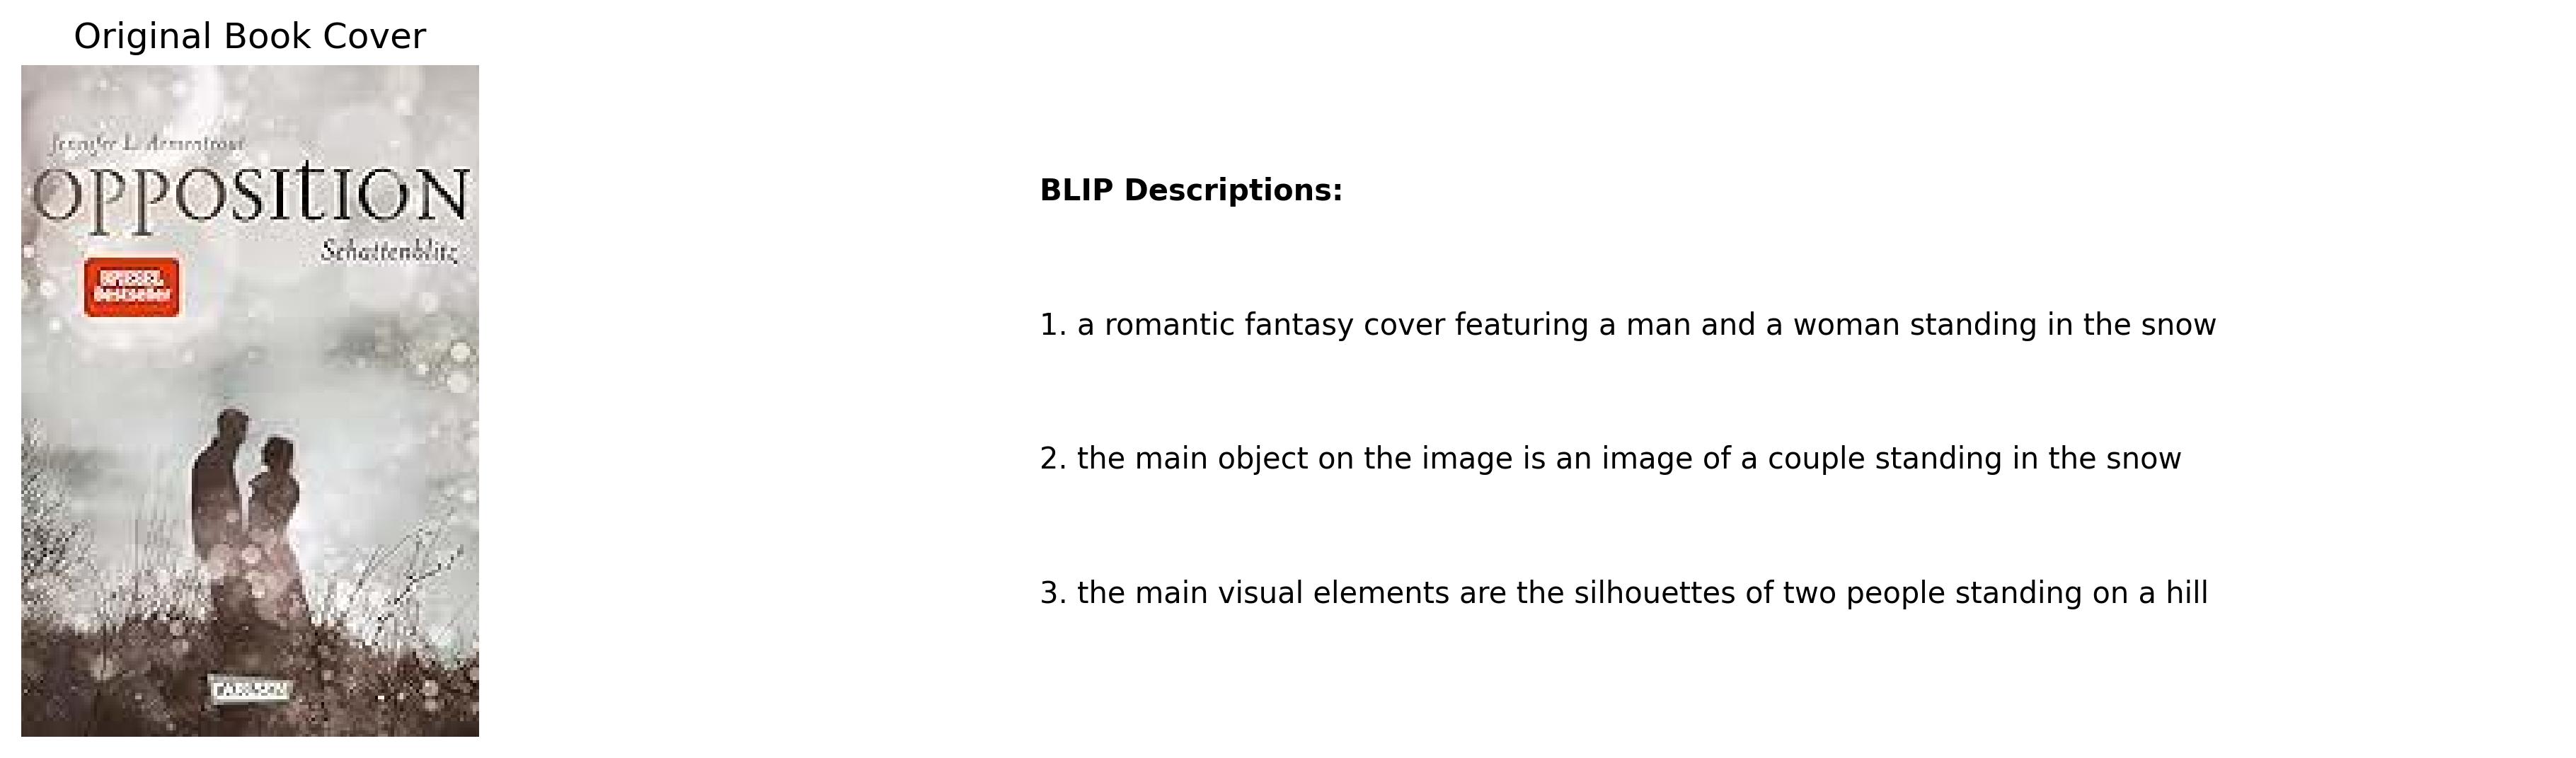 Original Book Cover
Jennifer L. Armentrout
OPPOSITION
Schattenblitz
SPIEGEL
Bestseller
BLIP Descriptions:
1. a romantic fantasy cover featuring a man and a woman standing in the snow
2. the main object on the image is an image of a couple standing in the snow
3. the main visual elements are the silhouettes of two people standing on a hill